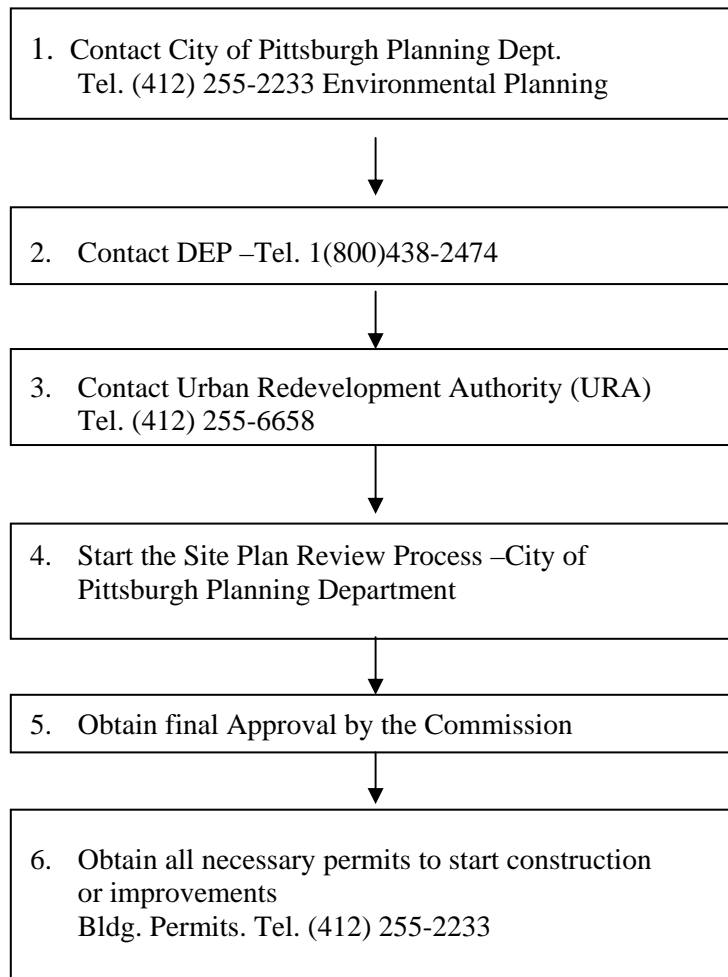 1. Contact City of Pittsburgh Planning Dept.
Tel. (412) 255-2233 Environmental Planning
2. Contact DEP –Tel. 1(800)438-2474
3. Contact Urban Redevelopment Authority (URA)
Tel. (412) 255-6658
4. Start the Site Plan Review Process –City of
Pittsburgh Planning Department
5. Obtain final Approval by the Commission
6. Obtain all necessary permits to start construction
or improvements
Bldg. Permits. Tel. (412) 255-2233